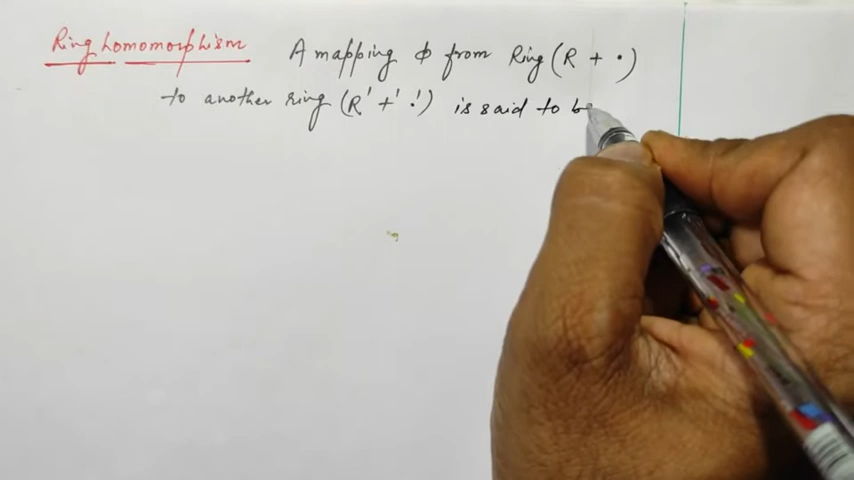 Ring homomorphism A mapping ϕ from Ring (R + ·)
to another ring (R' +' ·') is said to be